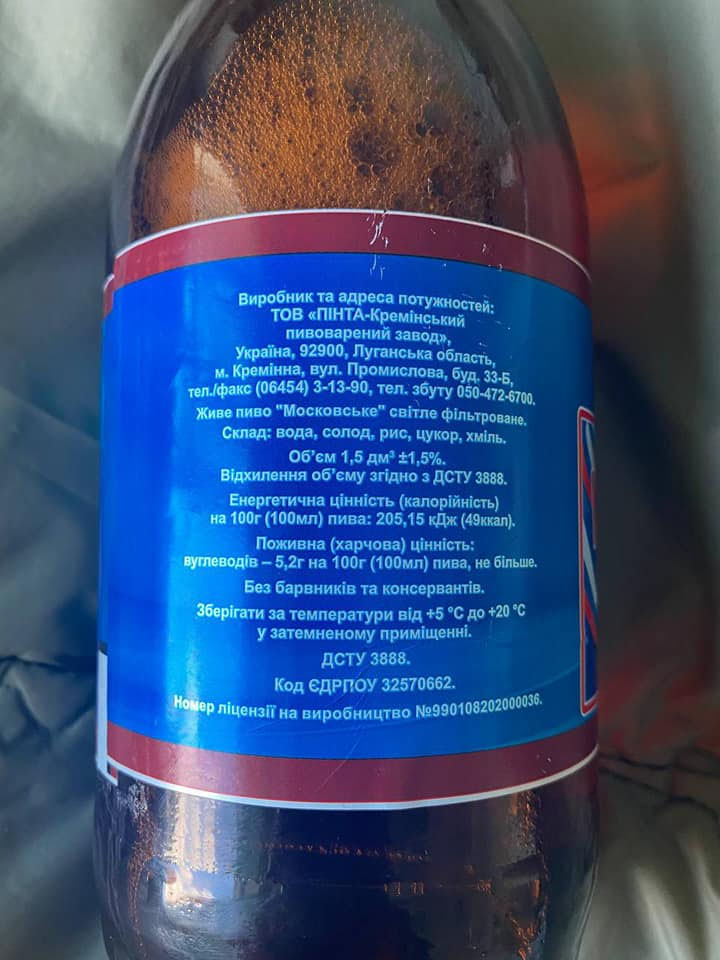 Виробник та адреса потужностей:
ТОВ «ПІНТА-Кремінський
пивоварений завод»,
Україна, 92900, Луганська область,
м. Кремінна, вул. Промислова, буд. 33-Б,
тел./факс (06454) 3-13-90, тел. збуту 050-472-6700.
Живе пиво "Московське" світле фільтроване.
Склад: вода, солод, рис, цукор, хміль.
Об'єм 1,5 дм³ ±1,5%.
Відхилення об'єму згідно з ДСТУ 3888.
Енергетична цінність (калорійність)
на 100г (100мл) пива: 205,15 кДж (49ккал).
Поживна (харчова) цінність:
вуглеводів – 5,2г на 100г (100мл) пива, не більше.
Без барвників та консервантів.
Зберігати за температури від +5 °С до +20 °С
у затемненому приміщенні.
ДСТУ 3888.
Код ЄДРПОУ 32570662.
Номер ліцензії на виробництво №990108202000036.